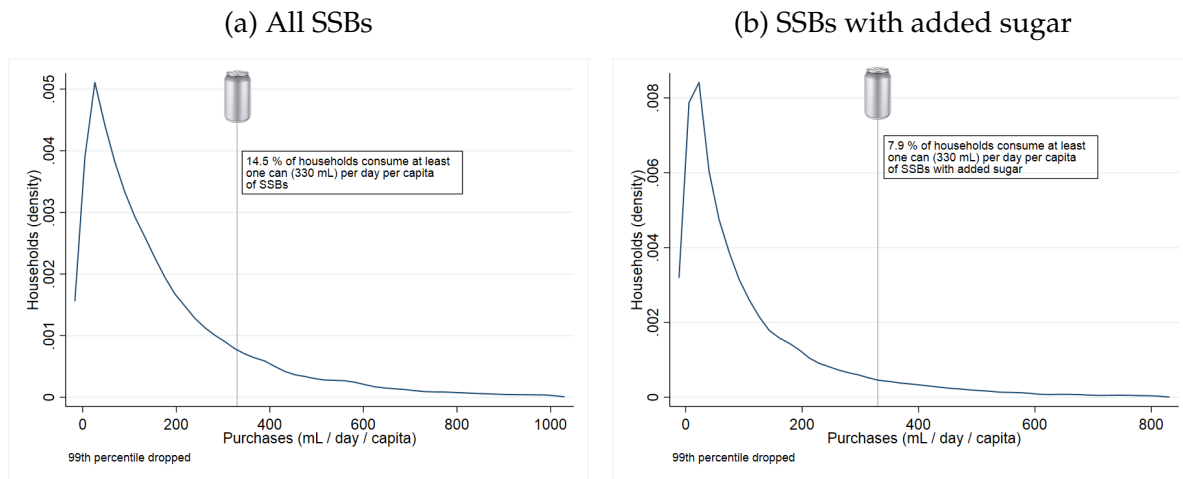 (a) All SSBs
14.5 % of households consume at least
one can (330 mL) per day per capita
of SSBs
Households (density)
0
.001
.002
.003
.004
.005
0 200 400 600 800 1000
Purchases (mL / day / capita)
99th percentile dropped
(b) SSBs with added sugar
7.9 % of households consume at least
one can (330 mL) per day per capita
of SSBs with added sugar
Households (density)
0
.002
.004
.006
.008
0 200 400 600 800
Purchases (mL / day / capita)
99th percentile dropped